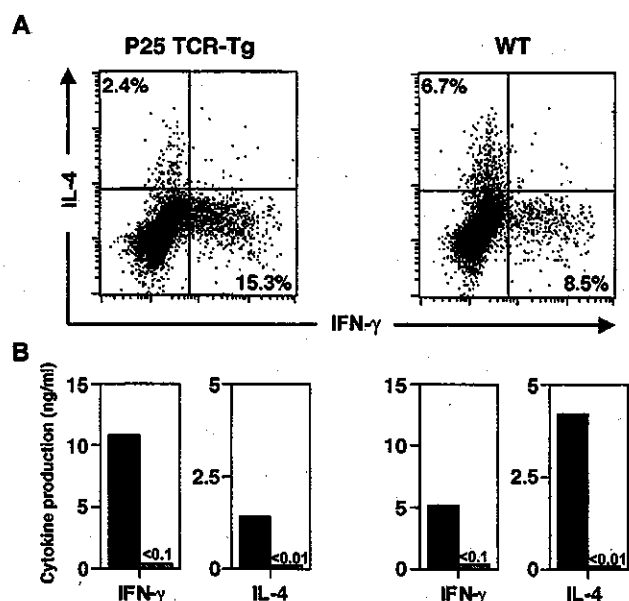 A
P25 TCR-Tg
WT
2.4%
6.7%
IL-4
15.3%
8.5%
IFN-γ
B
Cytokine production (ng/ml)
15
10
5
0
<0.1
IFN-γ
5
2.5
0
<0.01
IL-4
15
10
5
0
<0.1
IFN-γ
5
2.5
0
<0.01
IL-4